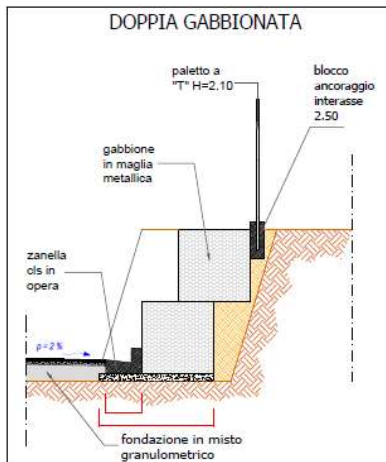 DOPPIA GABBIONATA
paletto a
"T" H=2.10
blocco
ancoraggio
interasse
2.50
gabbione
in maglia
metallica
zanella
cls in
opera
p=2%
fondazione in misto
granulometrico